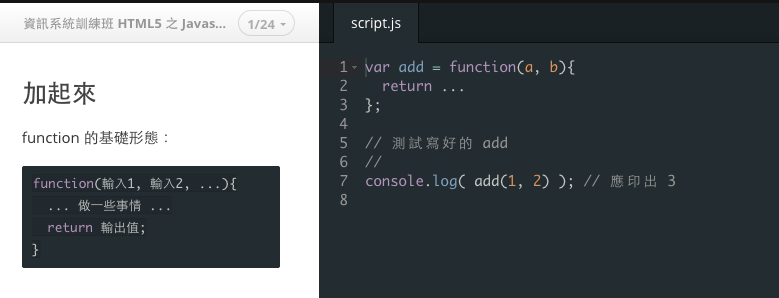 資訊系統訓練班 HTML5 之 Javas...
1/24
script.js
加起來
function 的基礎形態：
function(輸入1, 輸入2, ...){
... 做一些事情 ...
return 輸出值;
}
1 var add = function(a, b){
2 return ...
3 };
4
5 // 測試寫好的 add
6 //
7 console.log( add(1, 2) ); // 應印出 3
8